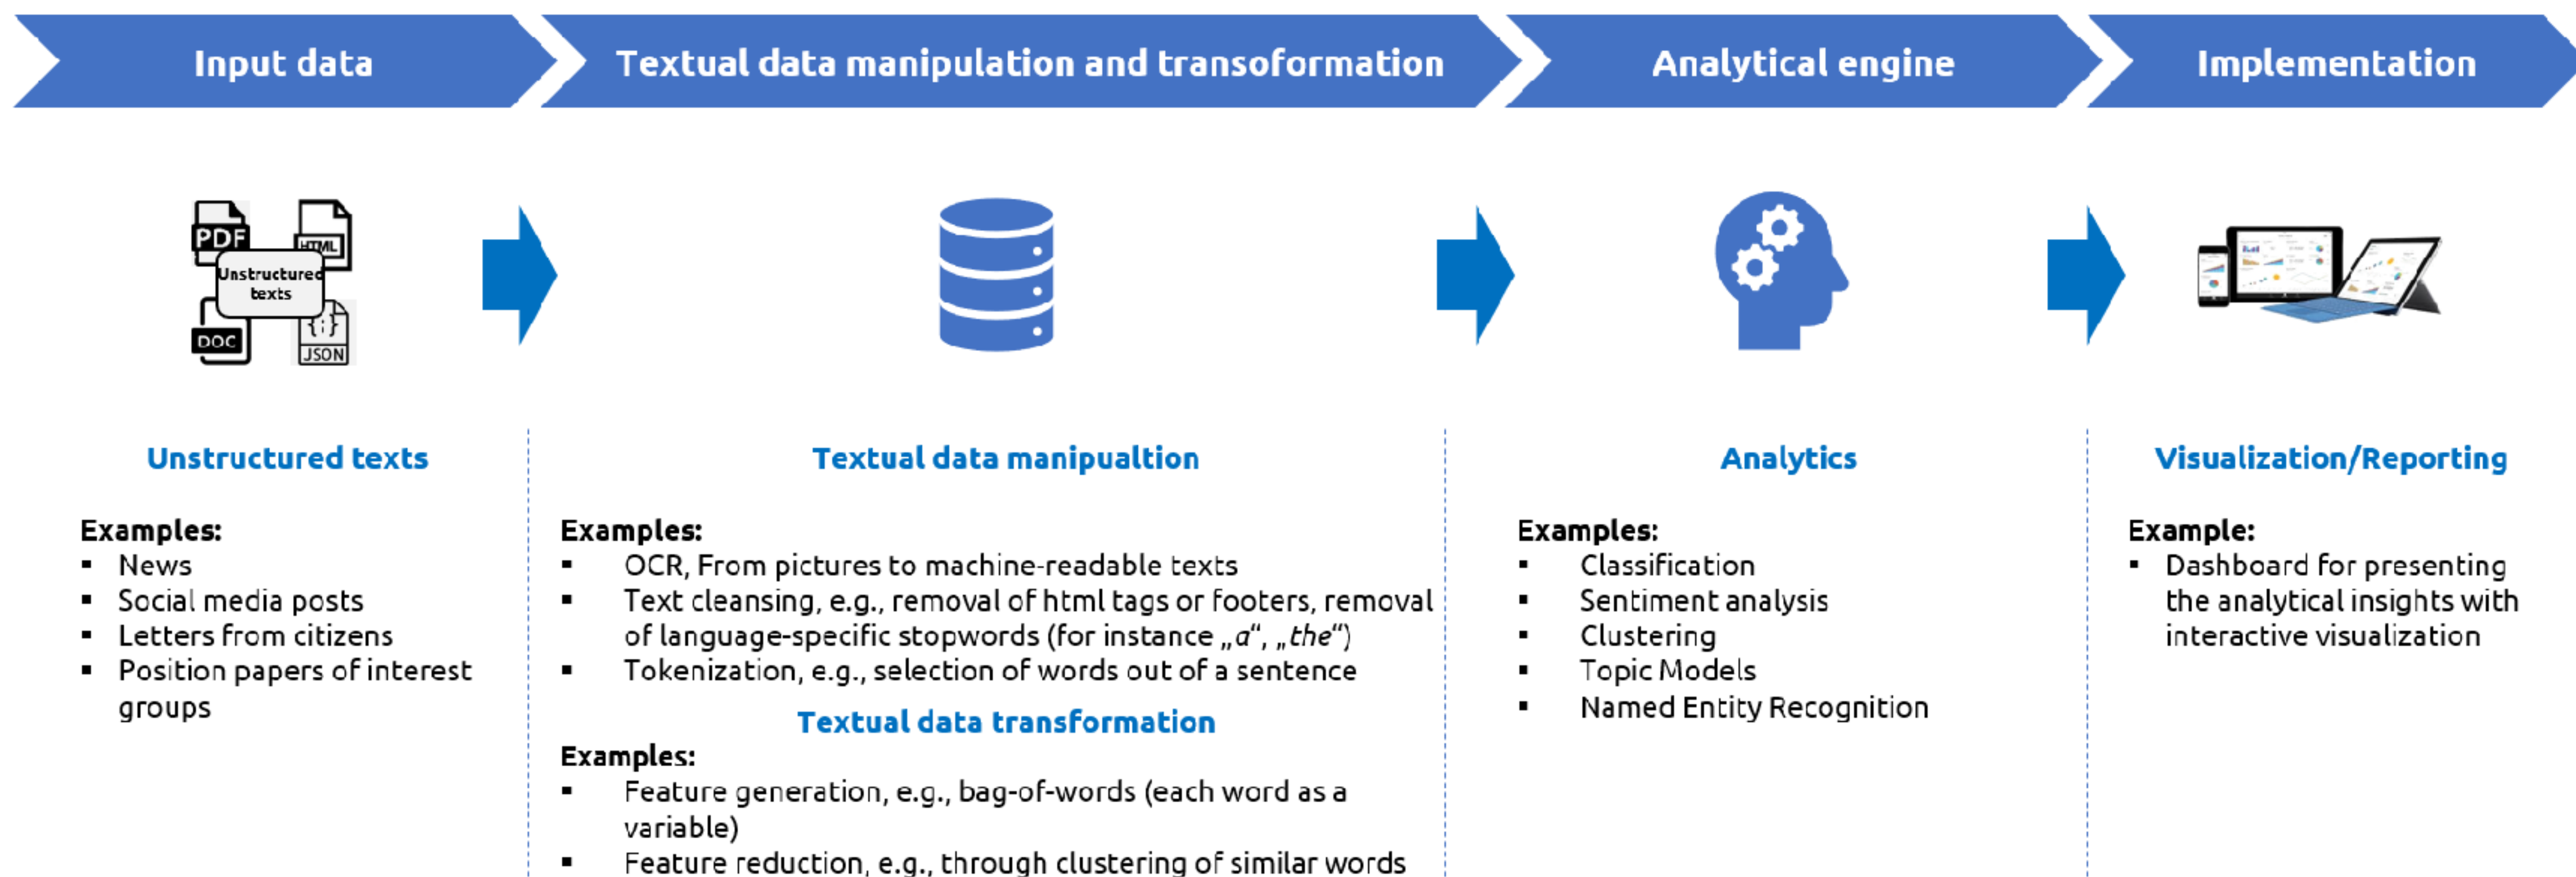 Input data
Textual data manipulation and transoformation
Analytical engine
Implementation
PDF
HTML
Unstructured
texts
DOC
{;}
JSON
Unstructured texts
Examples:
▪ News
▪ Social media posts
▪ Letters from citizens
▪ Position papers of interest
groups
Textual data manipualtion
Examples:
▪ OCR, From pictures to machine-readable texts
▪ Text cleansing, e.g., removal of html tags or footers, removal
of language-specific stopwords (for instance „a“, „the“)
▪ Tokenization, e.g., selection of words out of a sentence
Textual data transformation
Examples:
▪ Feature generation, e.g., bag-of-words (each word as a
variable)
▪ Feature reduction, e.g., through clustering of similar words
Analytics
Examples:
▪ Classification
▪ Sentiment analysis
▪ Clustering
▪ Topic Models
▪ Named Entity Recognition
Visualization/Reporting
Example:
▪ Dashboard for presenting
the analytical insights with
interactive visualization